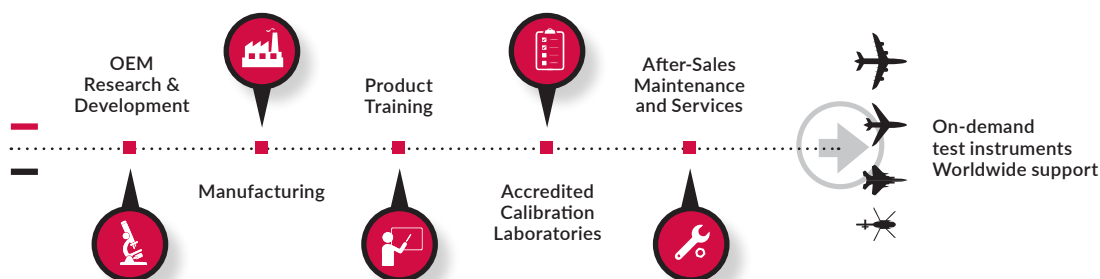 OEM
Research &
Development
Manufacturing
Product
Training
Accredited
Calibration
Laboratories
After-Sales
Maintenance
and Services
On-demand
test instruments
Worldwide support